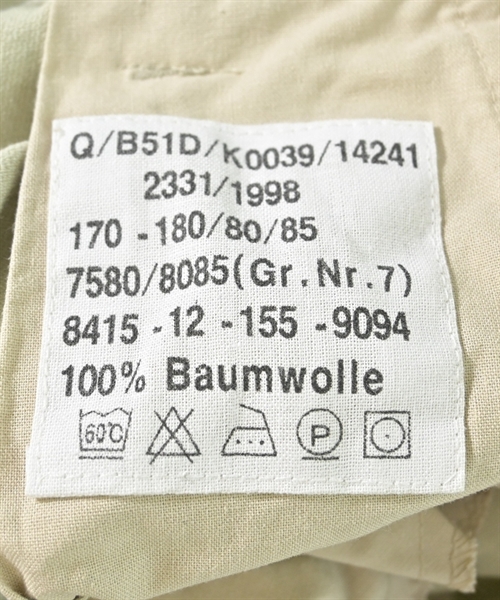 Q/B51D/K0039/14241
2331/1998
170 - 180/80/85
7580/8085(Gr.Nr.7)
8415 - 12 - 155 - 9094
100% Baumwolle
60°C P